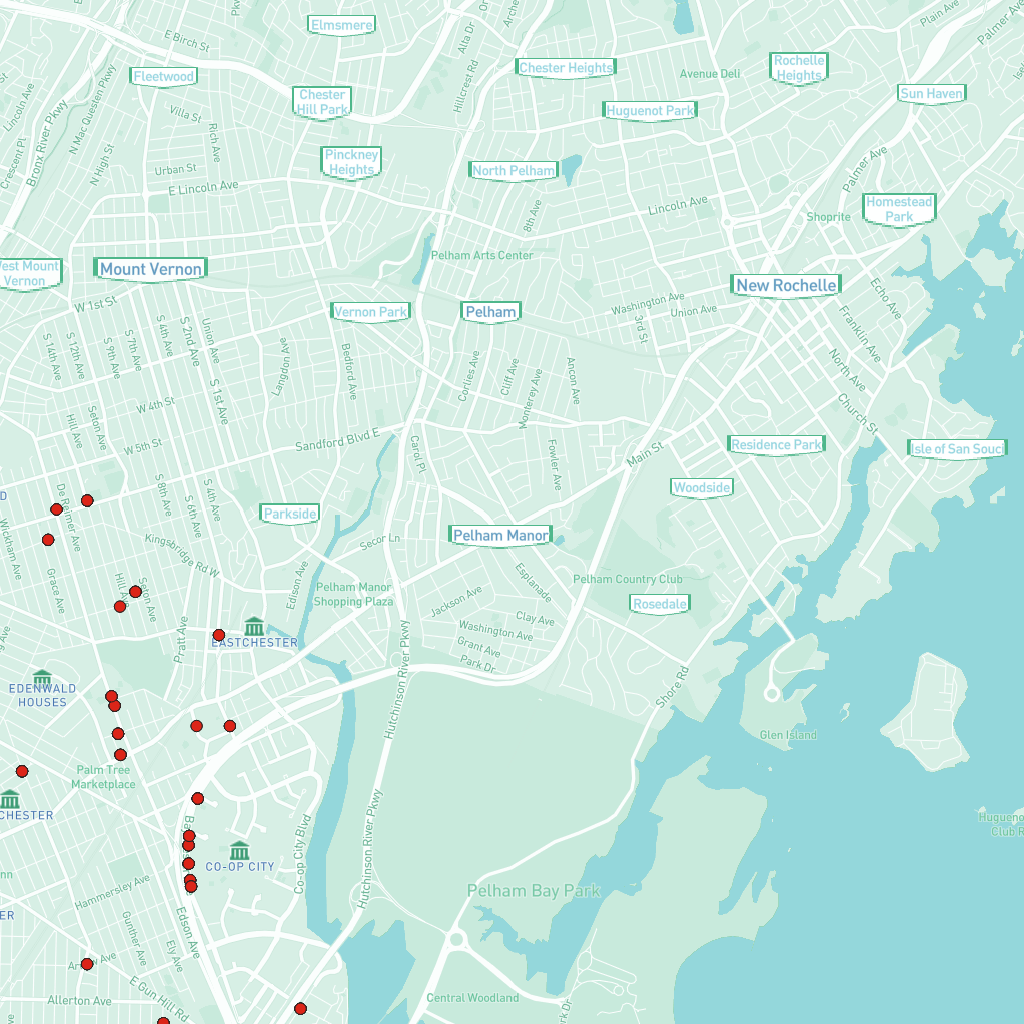 Elmsmere
E Birch St
Fleetwood
Chester
Hill Park
Alta Dr
Hillcrest Rd
Chester Heights
Avenue Deli
Rochelle
Heights
Plain Ave
Palmer Ave
Sun Haven
Lincoln Ave
Crescent Pl
Bronx River Pkwy
N Mac Questen Pkwy
N High St
Villa St
Rich Ave
Huguenot Park
Pinckney
Heights
North Pelham
Urban St
E Lincoln Ave
8th Ave
Lincoln Ave
Palmer Ave
Shoprite
Homestead
Park
Pelham Arts Center
Mount Vernon
Vernon
W 1st St
Vernon Park
Pelham
New Rochelle
Washington Ave
Union Ave
3rd St
Echo Ave
Franklin Ave
North Ave
Church St
S 14th Ave
S 12th Ave
S 9th Ave
S 7th Ave
S 4th Ave
S 2nd Ave
Union Ave
S 1st Ave
Langdon Ave
Bedford Ave
Corlies Ave
Cliff Ave
Monterey Ave
Ancon Ave
Hill Ave
Seton Ave
W 4th St
W 5th St
Sandford Blvd E
Carol Pl
Fowler Ave
Main St
Residence Park
Isle of San Souci
Woodside
De Reimer Ave
S 8th Ave
S 6th Ave
S 4th Ave
Parkside
Pelham Manor
Wickham Ave
Grace Ave
Kingsbridge Rd W
Secor Ln
Edison Ave
Hill Ave
Seton Ave
Pelham Manor
Shopping Plaza
Esplanade
Pelham Country Club
Jackson Ave
Clay Ave
Rosedale
Washington Ave
Grant Ave
Park Dr
Pratt Ave
EASTCHESTER
EDENWALD
HOUSES
Hutchinson River Pkwy
Shore Rd
Glen Island
Palm Tree
Marketplace
CO-OP CITY
Co-op City Blvd
Hutchinson River Pkwy
Pelham Bay Park
Hammersley Ave
Gunther Ave
Ely Ave
Edson Ave
Allerton Ave
E Gun Hill Rd
Central Woodland